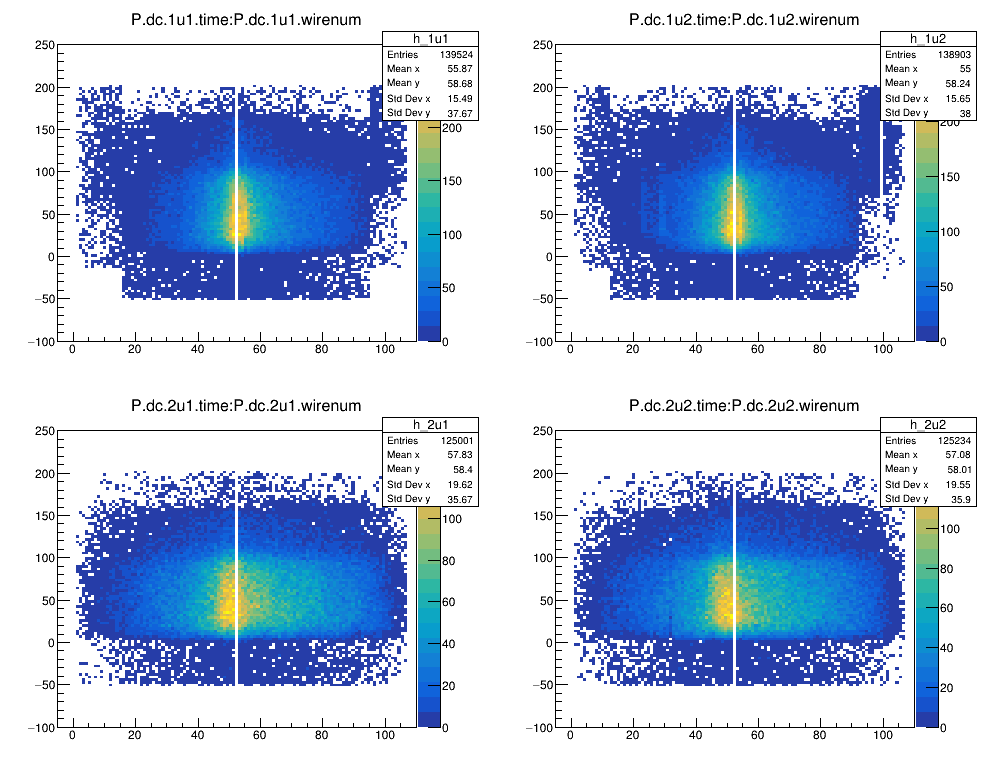 P.dc.1u1.time:P.dc.1u1.wirenum
h_1u1
Entries 139524
Mean x 55.87
Mean y 58.68
Std Dev x 15.49
Std Dev y 37.67
250
200
150
100
50
0
−50
−100
0 20 40 60 80 100
200
150
100
50
0
P.dc.1u2.time:P.dc.1u2.wirenum
h_1u2
Entries 138903
Mean x 55
Mean y 58.24
Std Dev x 15.65
Std Dev y 38
250
200
150
100
50
0
−50
−100
0 20 40 60 80 100
200
150
100
50
0
P.dc.2u1.time:P.dc.2u1.wirenum
h_2u1
Entries 125001
Mean x 57.83
Mean y 58.4
Std Dev x 19.62
Std Dev y 35.67
250
200
150
100
50
0
−50
−100
0 20 40 60 80 100
100
80
60
40
20
0
P.dc.2u2.time:P.dc.2u2.wirenum
h_2u2
Entries 125234
Mean x 57.08
Mean y 58.01
Std Dev x 19.55
Std Dev y 35.9
250
200
150
100
50
0
−50
−100
0 20 40 60 80 100
100
80
60
40
20
0